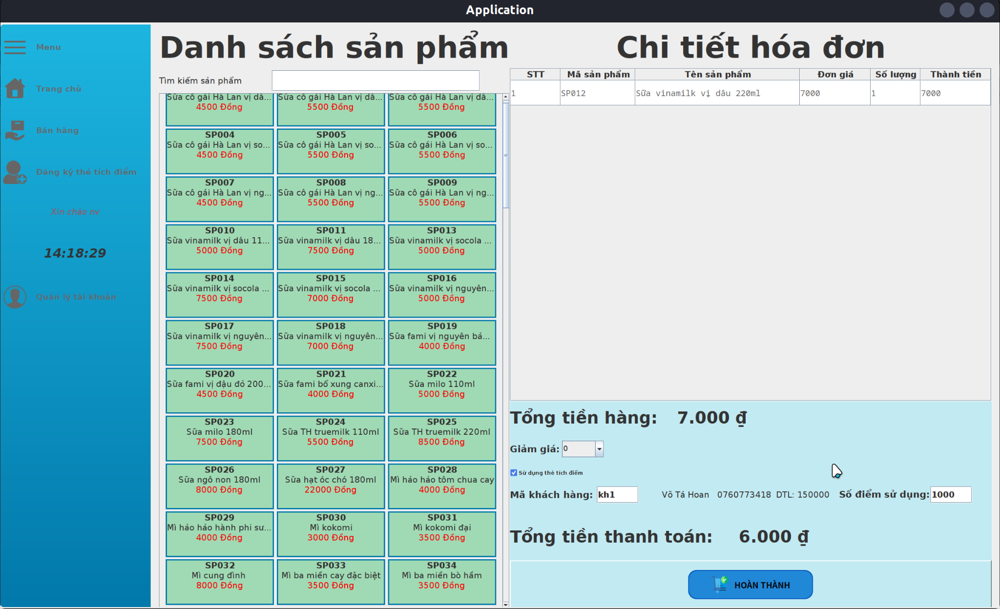 Application
Menu
Trang chủ
Bán hàng
Đăng ký thẻ tích điểm
Xin chào nv
14:18:29
Quản lý tài khoản
Danh sách sản phẩm
Tìm kiếm sản phẩm
Sữa cô gái Hà Lan vị dâ...
4500 Đồng
Sữa cô gái Hà Lan vị dâ...
5500 Đồng
Sữa cô gái Hà Lan vị dâ...
5500 Đồng
SP004
Sữa cô gái Hà Lan vị so...
4500 Đồng
SP005
Sữa cô gái Hà Lan vị so...
5500 Đồng
SP006
Sữa cô gái Hà Lan vị so...
5500 Đồng
SP007
Sữa cô gái Hà Lan vị ng...
4500 Đồng
SP008
Sữa cô gái Hà Lan vị ng...
5500 Đồng
SP009
Sữa cô gái Hà Lan vị ng...
5500 Đồng
SP010
Sữa vinamilk vị dâu 11...
5000 Đồng
SP011
Sữa vinamilk vị dâu 18...
7500 Đồng
SP013
Sữa vinamilk vị socola ...
5000 Đồng
SP014
Sữa vinamilk vị socola ...
7500 Đồng
SP015
Sữa vinamilk vị socola ...
7000 Đồng
SP016
Sữa vinamilk vị nguyên...
5000 Đồng
SP017
Sữa vinamilk vị nguyên...
7500 Đồng
SP018
Sữa vinamilk vị nguyên...
7000 Đồng
SP019
Sữa fami vị nguyên bả...
4000 Đồng
SP020
Sữa fami vị đậu đỏ 200...
4500 Đồng
SP021
Sữa fami bổ xung canxi...
4000 Đồng
SP022
Sữa milo 110ml
5000 Đồng
SP023
Sữa milo 180ml
7500 Đồng
SP024
Sữa TH truemilk 110ml
5500 Đồng
SP025
Sữa TH truemilk 220ml
8500 Đồng
SP026
Sữa ngô non 180ml
8000 Đồng
SP027
Sữa hạt óc chó 180ml
22000 Đồng
SP028
Mì hảo hảo tôm chua cay
4000 Đồng
SP029
Mì hảo hảo hành phi sư...
4000 Đồng
SP030
Mì kokomi
3000 Đồng
SP031
Mì kokomi đại
3500 Đồng
SP032
Mì cung đình
8000 Đồng
SP033
Mì ba miền cay đặc biệt
3500 Đồng
SP034
Mì ba miền bò hầm
3500 Đồng
Chi tiết hóa đơn
STT Mã sản phẩm Tên sản phẩm Đơn giá Số lượng Thành tiền
1 SP012 Sữa vinamilk vị dâu 220ml 7000 1 7000
Tổng tiền hàng: 7.000 ₫
Giảm giá: 0
Sử dụng thẻ tích điểm
Mã khách hàng: kh1 Võ Tá Hoan 0760773418 DTL: 150000 Số điểm sử dụng: 1000
Tổng tiền thanh toán: 6.000 ₫
HOÀN THÀNH